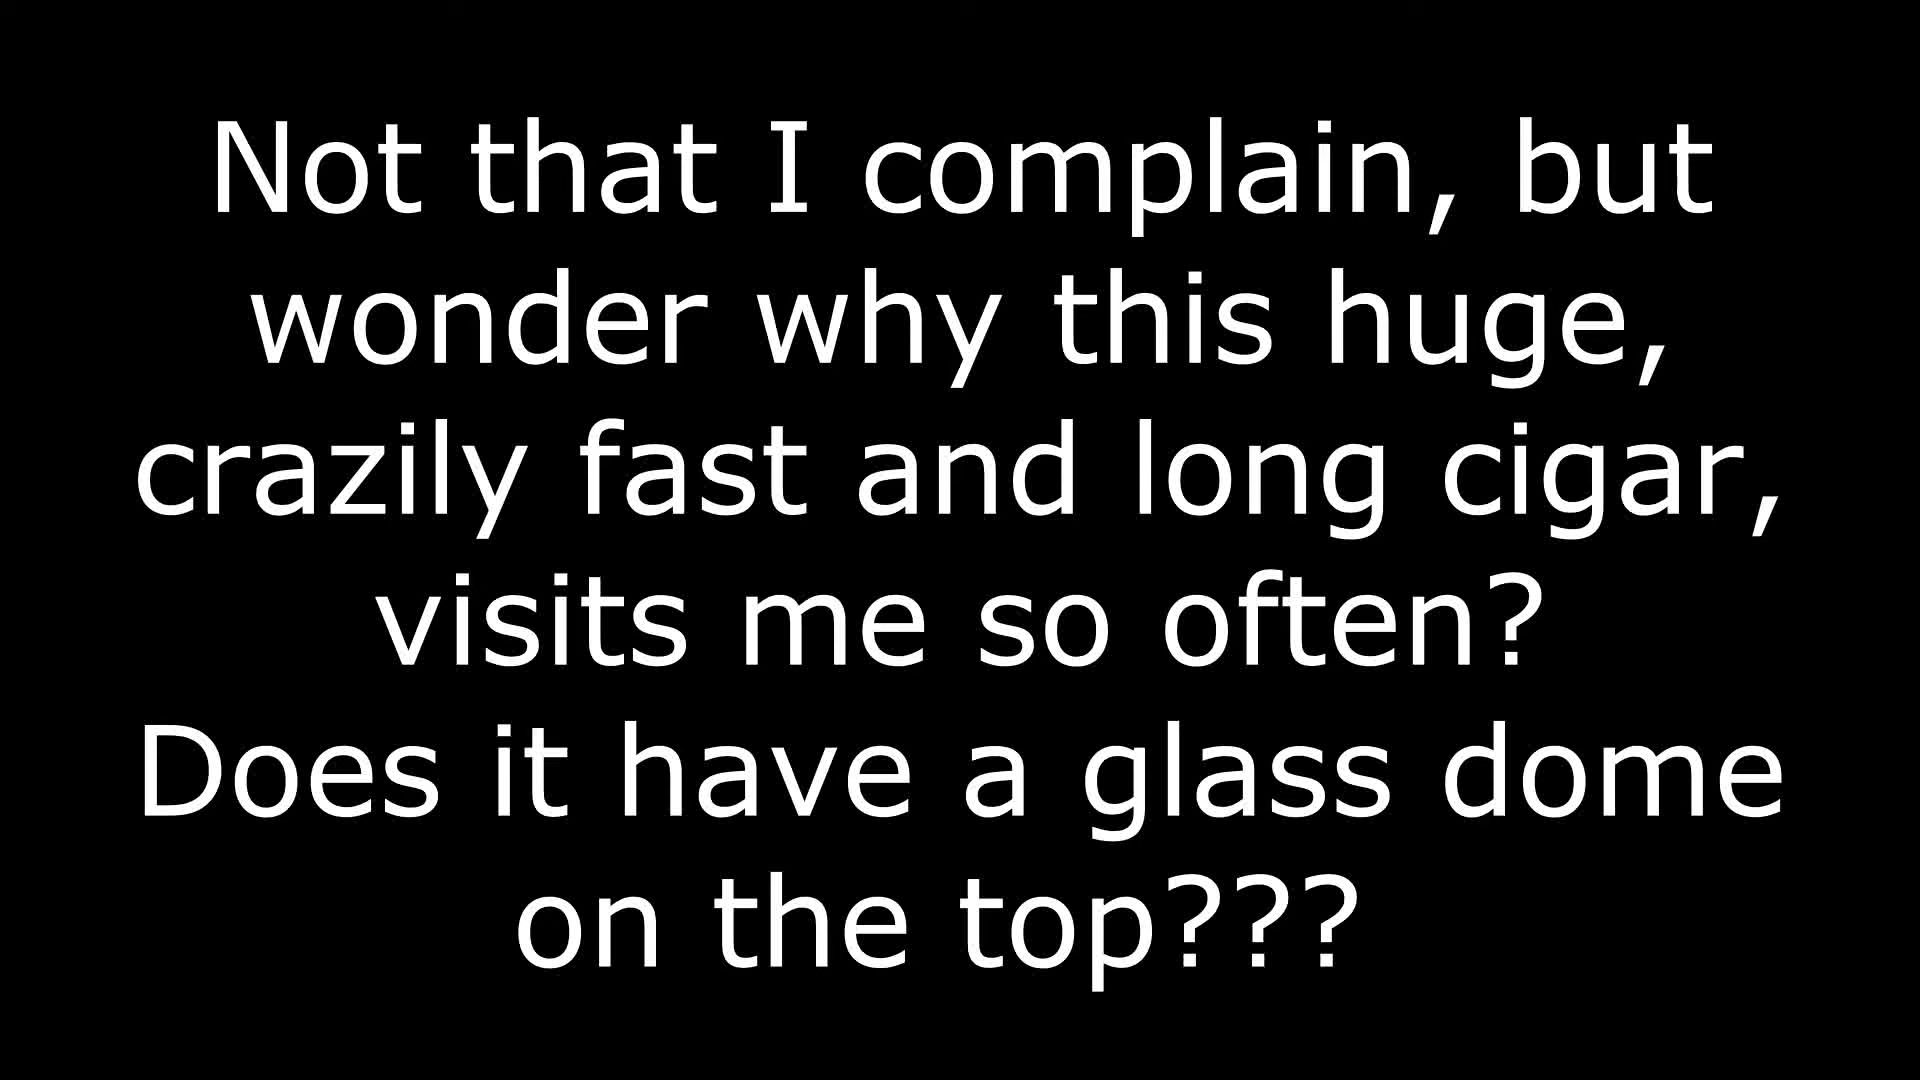 Not that I complain, but
wonder why this huge,
crazily fast and long cigar,
visits me so often?
Does it have a glass dome
on the top???